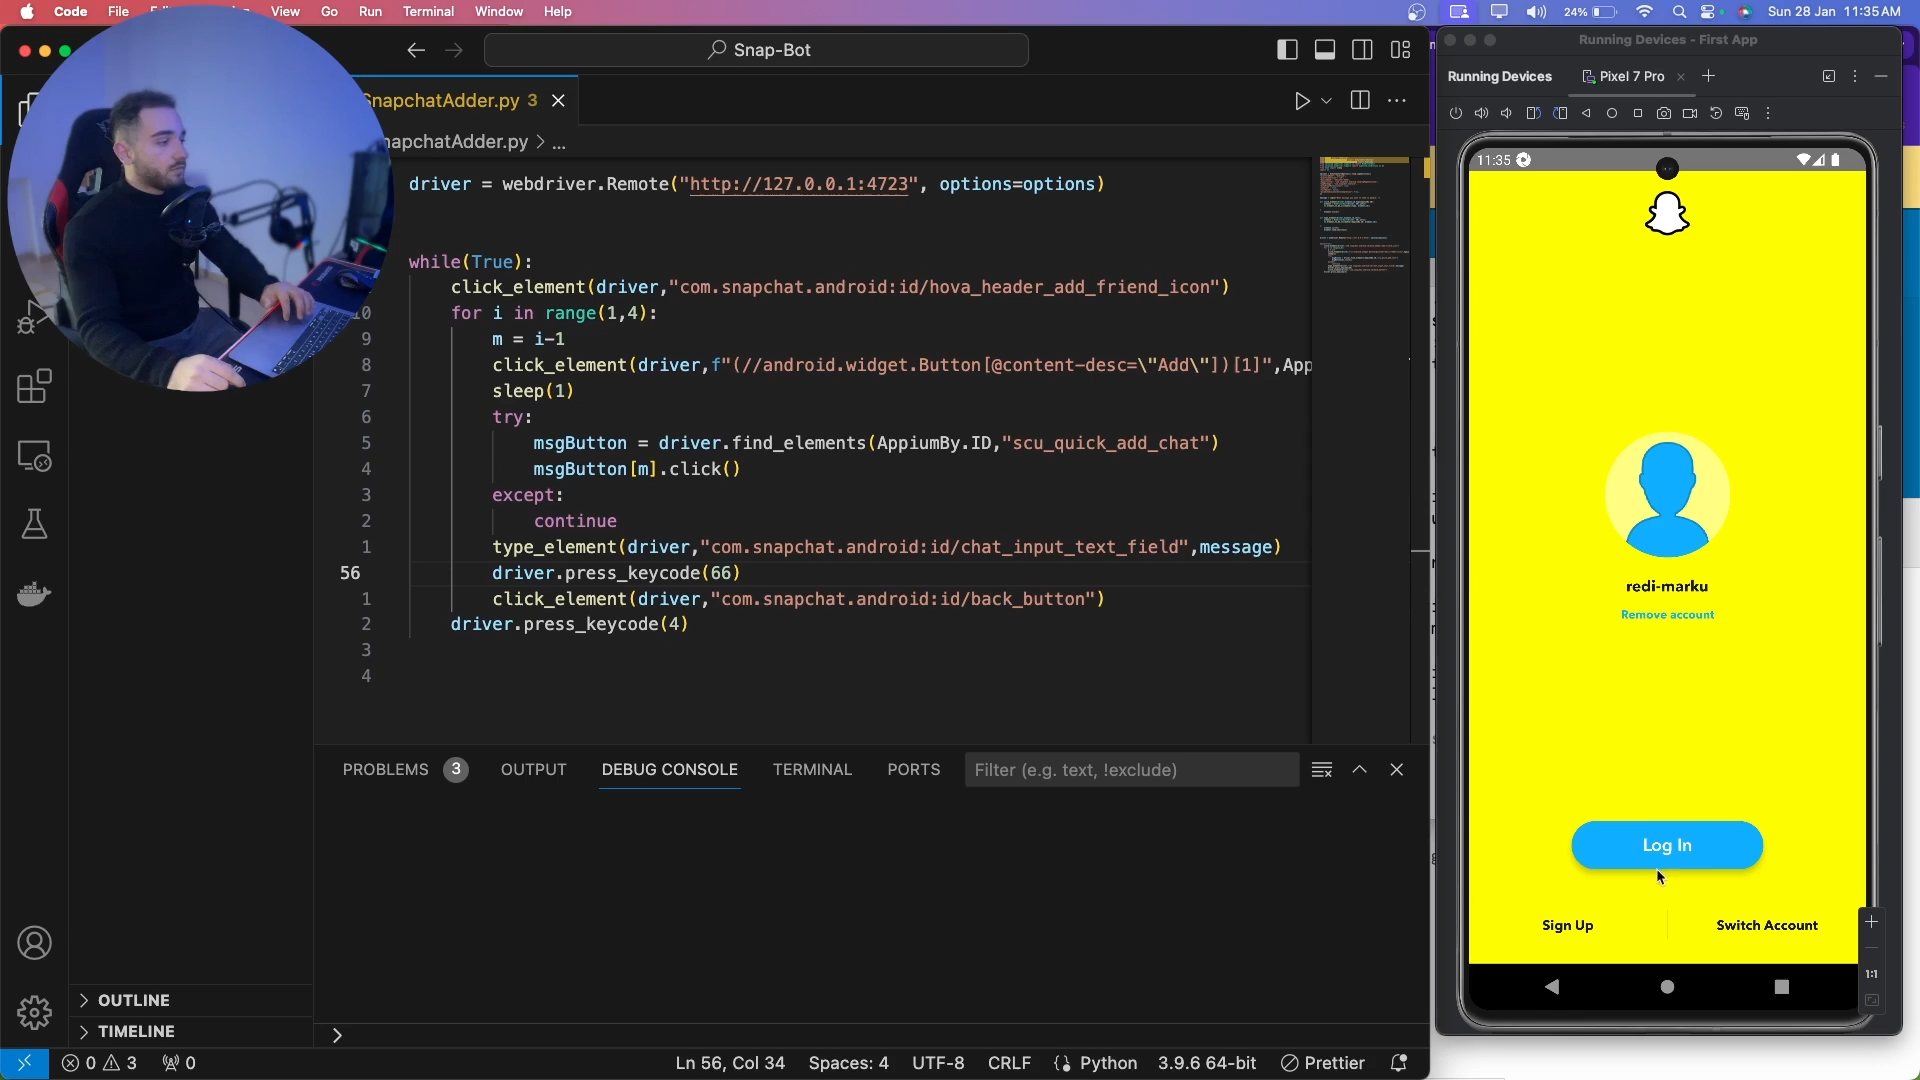 Code File View Go Run Terminal Window Help
24% Sun 28 Jan 11:35 AM
Snap-Bot
SnapchatAdder.py 3
napchatAdder.py > ...
driver = webdriver.Remote("http://127.0.0.1:4723", options=options)
while(True):
click_element(driver,"com.snapchat.android:id/hova_header_add_friend_icon")
10 for i in range(1,4):
9 m = i-1
8 click_element(driver,f"(//android.widget.Button[@content-desc=\"Add\"])[1]",App
7 sleep(1)
6 try:
5 msgButton = driver.find_elements(AppiumBy.ID,"scu_quick_add_chat")
4 msgButton[m].click()
3 except:
2 continue
1 type_element(driver,"com.snapchat.android:id/chat_input_text_field",message)
56 driver.press_keycode(66)
1 click_element(driver,"com.snapchat.android:id/back_button")
2 driver.press_keycode(4)
3
4
PROBLEMS 3 OUTPUT DEBUG CONSOLE TERMINAL PORTS Filter (e.g. text, !exclude)
OUTLINE
TIMELINE
0 3 0 Ln 56, Col 34 Spaces: 4 UTF-8 CRLF Python 3.9.6 64-bit Prettier
Running Devices - First App
Running Devices Pixel 7 Pro
11:35
redi-marku
Remove account
Log In
Sign Up Switch Account
1:1